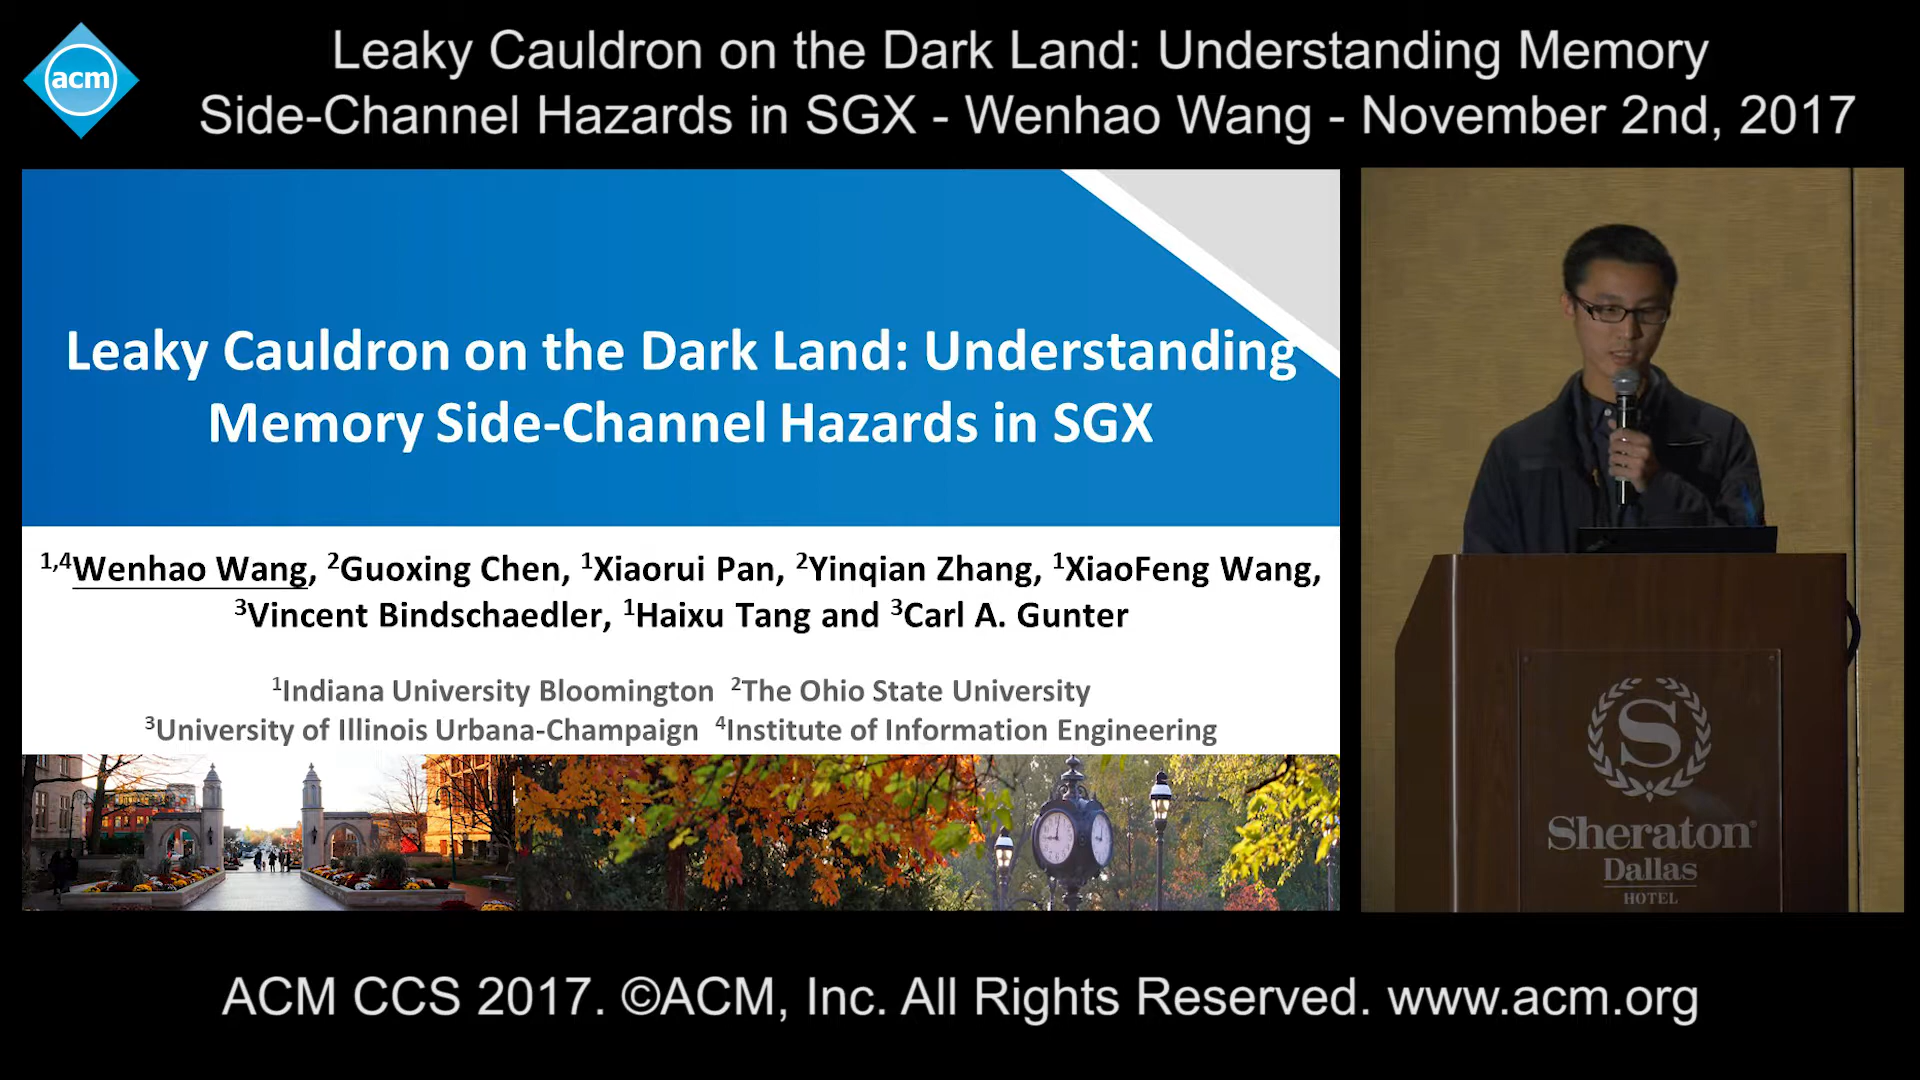 acm
Leaky Cauldron on the Dark Land: Understanding Memory
Side-Channel Hazards in SGX - Wenhao Wang - November 2nd, 2017
Leaky Cauldron on the Dark Land: Understanding
Memory Side-Channel Hazards in SGX
1,4Wenhao Wang, 2Guoxing Chen, 1Xiaorui Pan, 2Yinqian Zhang, 1XiaoFeng Wang,
3Vincent Bindschaedler, 1Haixu Tang and 3Carl A. Gunter
1Indiana University Bloomington 2The Ohio State University
3University of Illinois Urbana-Champaign 4Institute of Information Engineering
S
Sheraton®
Dallas
HOTEL
ACM CCS 2017. ©ACM, Inc. All Rights Reserved. www.acm.org